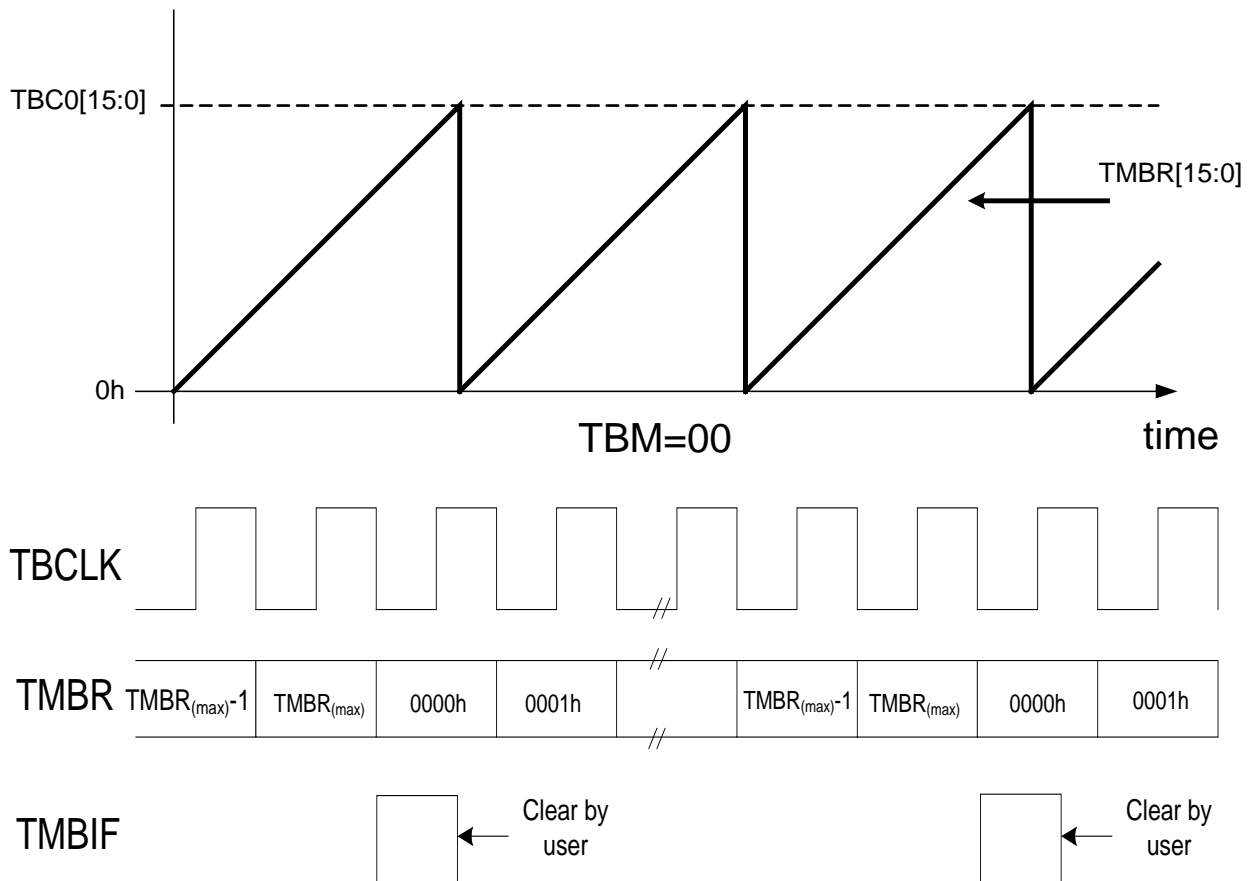 TBC0[15:0]
TMBR[15:0]
0h
TBM=00
time
TBCLK
TMBR TMBR(max)-1 TMBR(max) 0000h 0001h // TMBR(max)-1 TMBR(max) 0000h 0001h
TMBIF
Clear by
user
Clear by
user